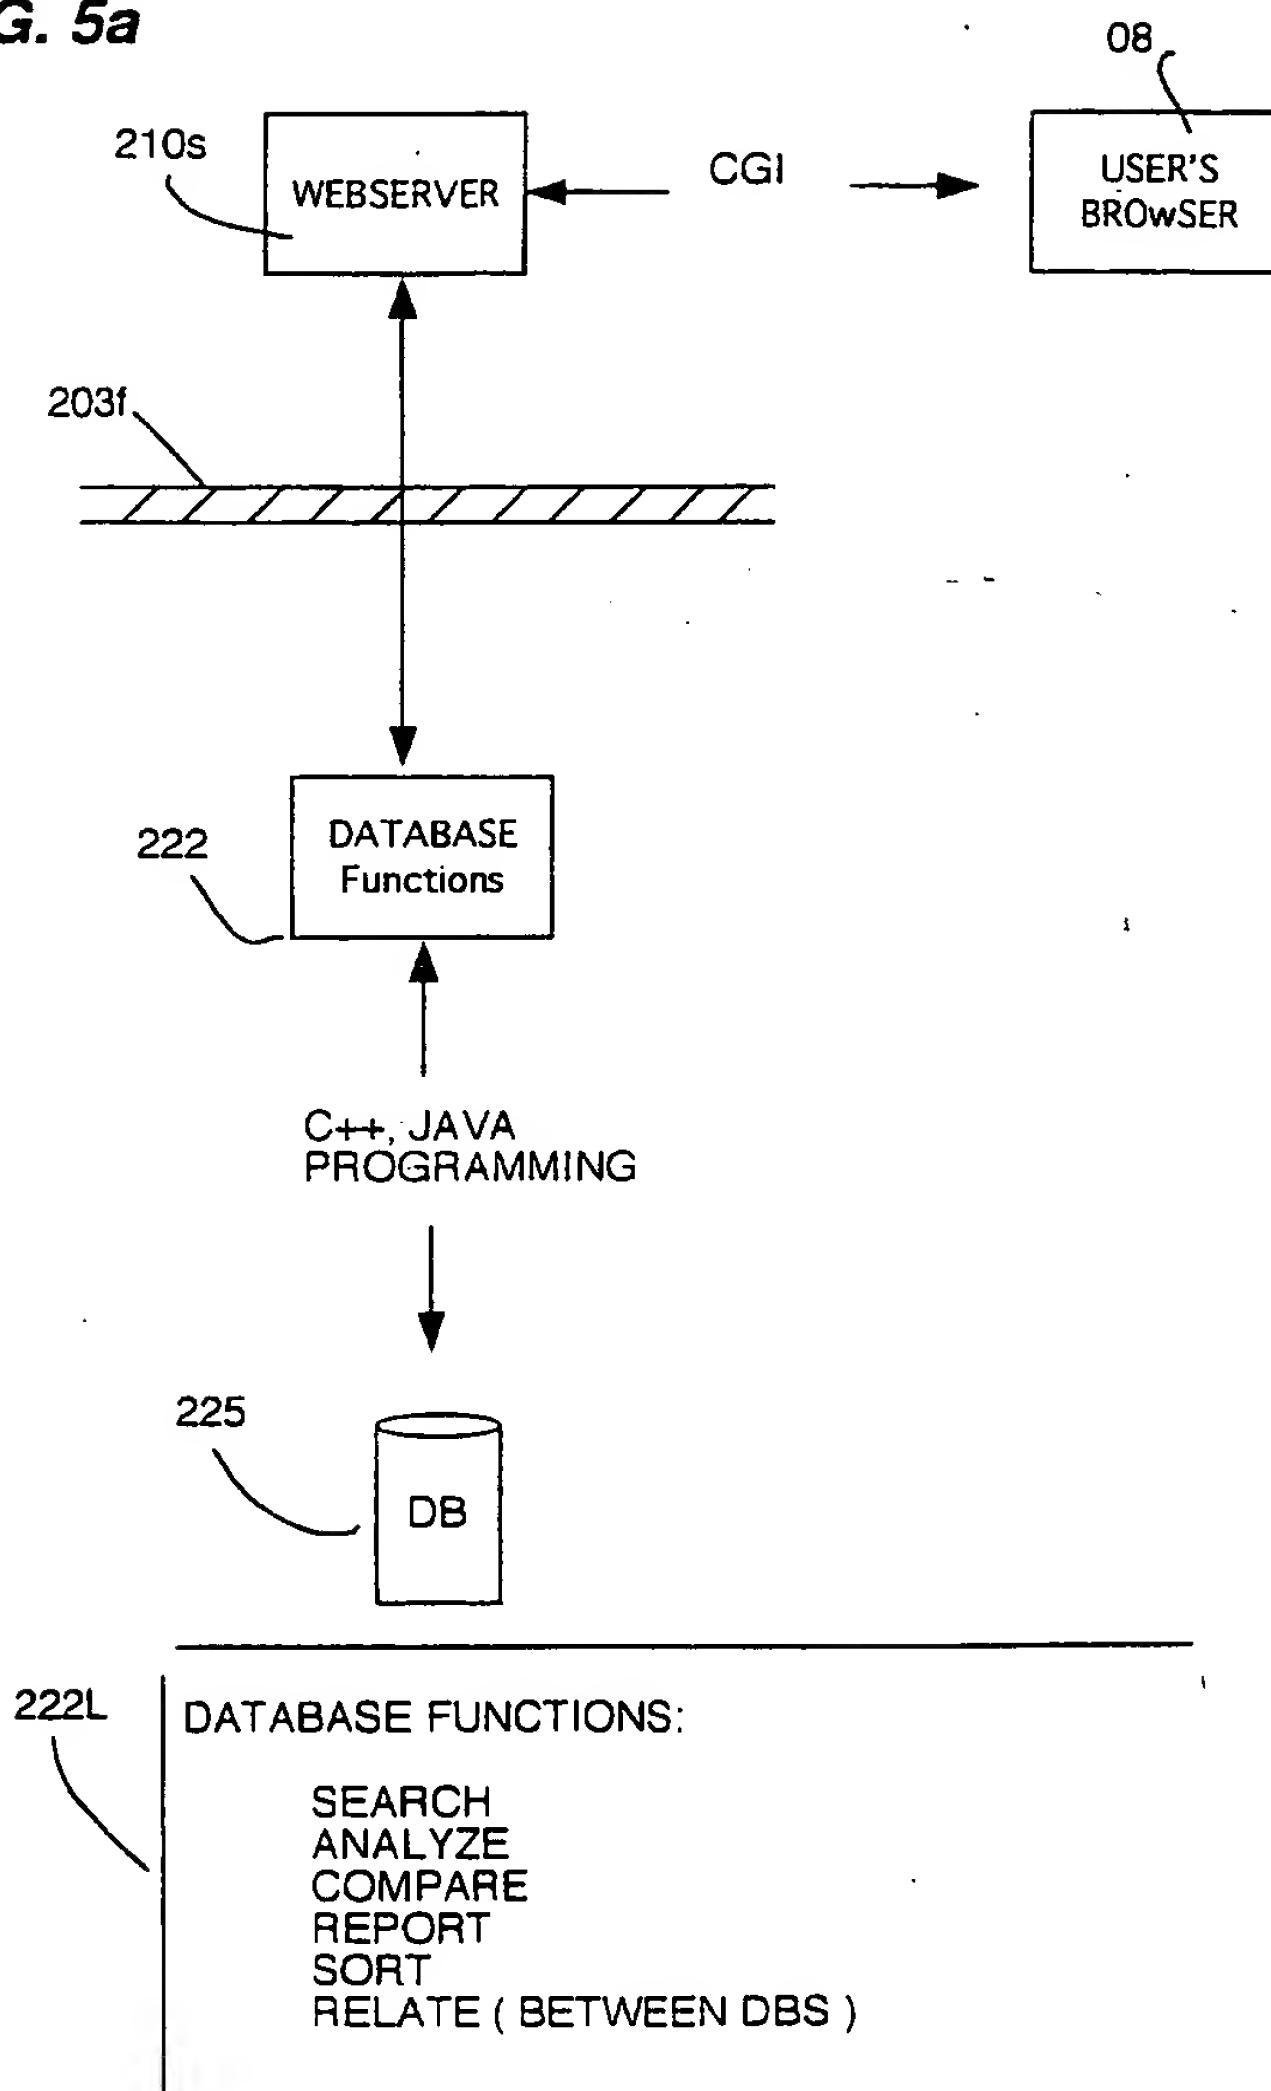 G. 5a
08
210s
WEBSERVER
CGI
USER'S
BROwSER
203f
222
DATABASE
Functions
C++, JAVA
PROGRAMMING
225
DB
222L
DATABASE FUNCTIONS:
SEARCH
ANALYZE
COMPARE
REPORT
SORT
RELATE ( BETWEEN DBS )